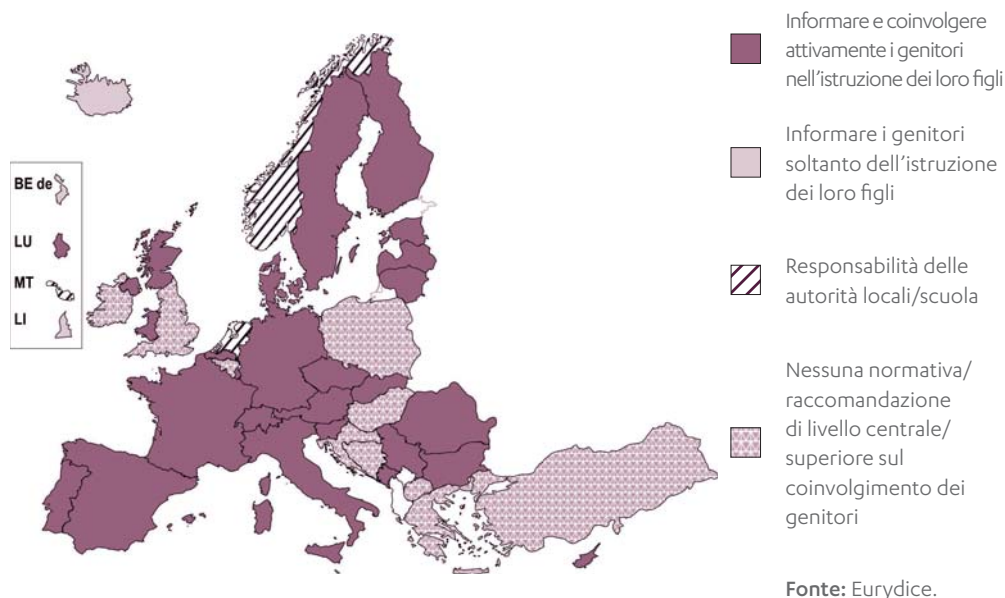 Informare e coinvolgere
attivamente i genitori
nell'istruzione dei loro figli
Informare i genitori
soltanto dell'istruzione
dei loro figli
Responsabilità delle
autorità locali/scuola
Nessuna normativa/
raccomandazione
di livello centrale/
superiore sul
coinvolgimento dei
genitori
Fonte: Eurydice.
BE de
LU
MT
LI